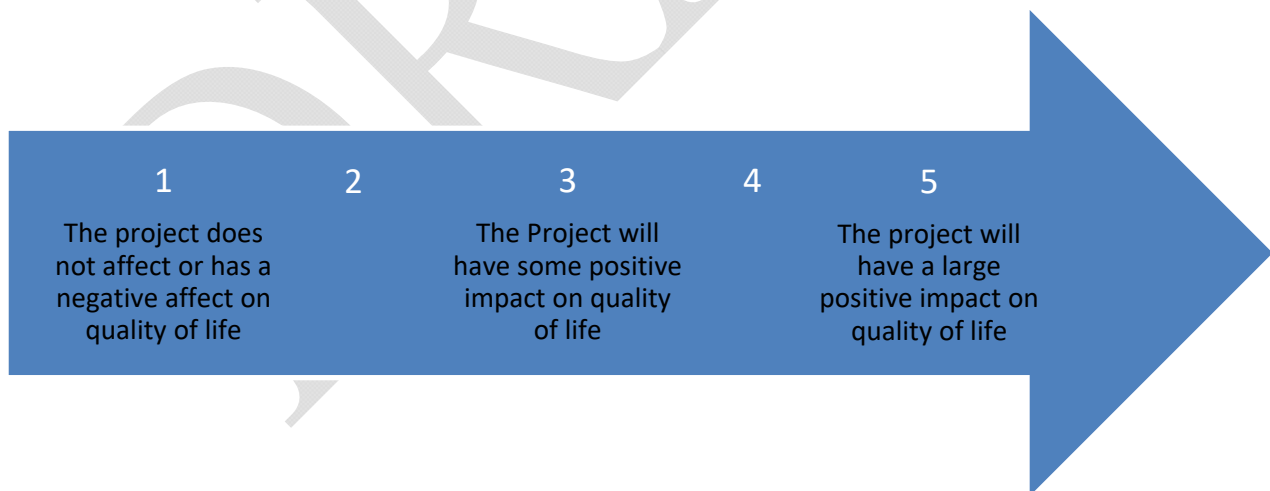 1 2 3 4 5
The project does
not affect or has a
negative affect on
quality of life
The Project will
have some positive
impact on quality
of life
The project will
have a large
positive impact on
quality of life